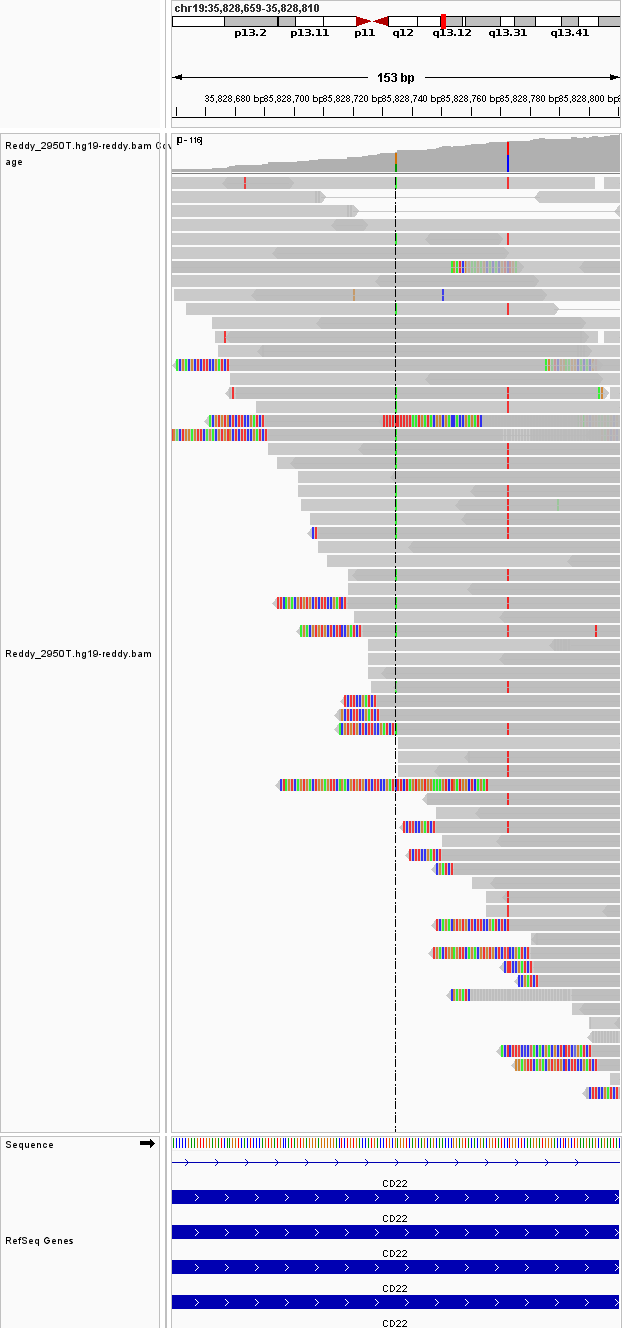 chr19:35,828,659-35,828,810
p13.2 p13.11 p11 q12 q13.12 q13.31 q13.41
153 bp
35,828,680 bp 35,828,700 bp 35,828,720 bp 35,828,740 bp 35,828,760 bp 35,828,780 bp 35,828,800 bp
Reddy_2950T.hg19-reddy.bam Co
age
[0 - 116]
Reddy_2950T.hg19-reddy.bam
Sequence
CD22
CD22
CD22
RefSeq Genes
CD22
CD22